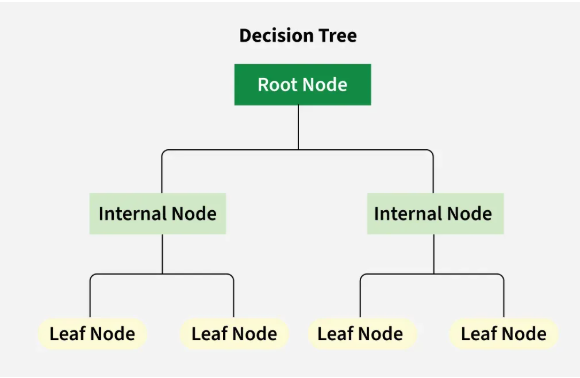 Decision Tree
Root Node
Internal Node
Internal Node
Leaf Node
Leaf Node
Leaf Node
Leaf Node